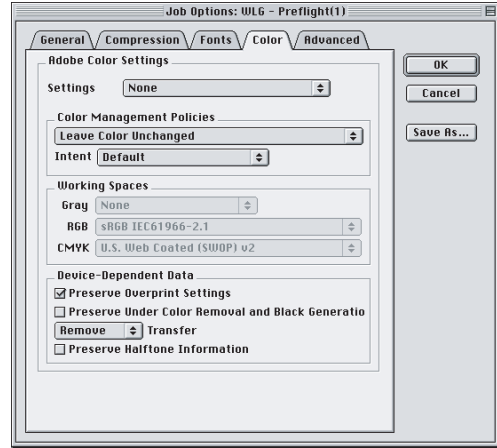 Job Options: WLG - Preflight(1)
General Compression Fonts Color Advanced
Adobe Color Settings
Settings None
Color Management Policies
Leave Color Unchanged
Intent Default
Working Spaces
Gray None
RGB sRGB IEC61966-2.1
CMYK U.S. Web Coated (SWOP) v2
Device-Dependent Data
Preserve Overprint Settings
Preserve Under Color Removal and Black Generatio
Remove Transfer
Preserve Halftone Information
OK
Cancel
Save As...